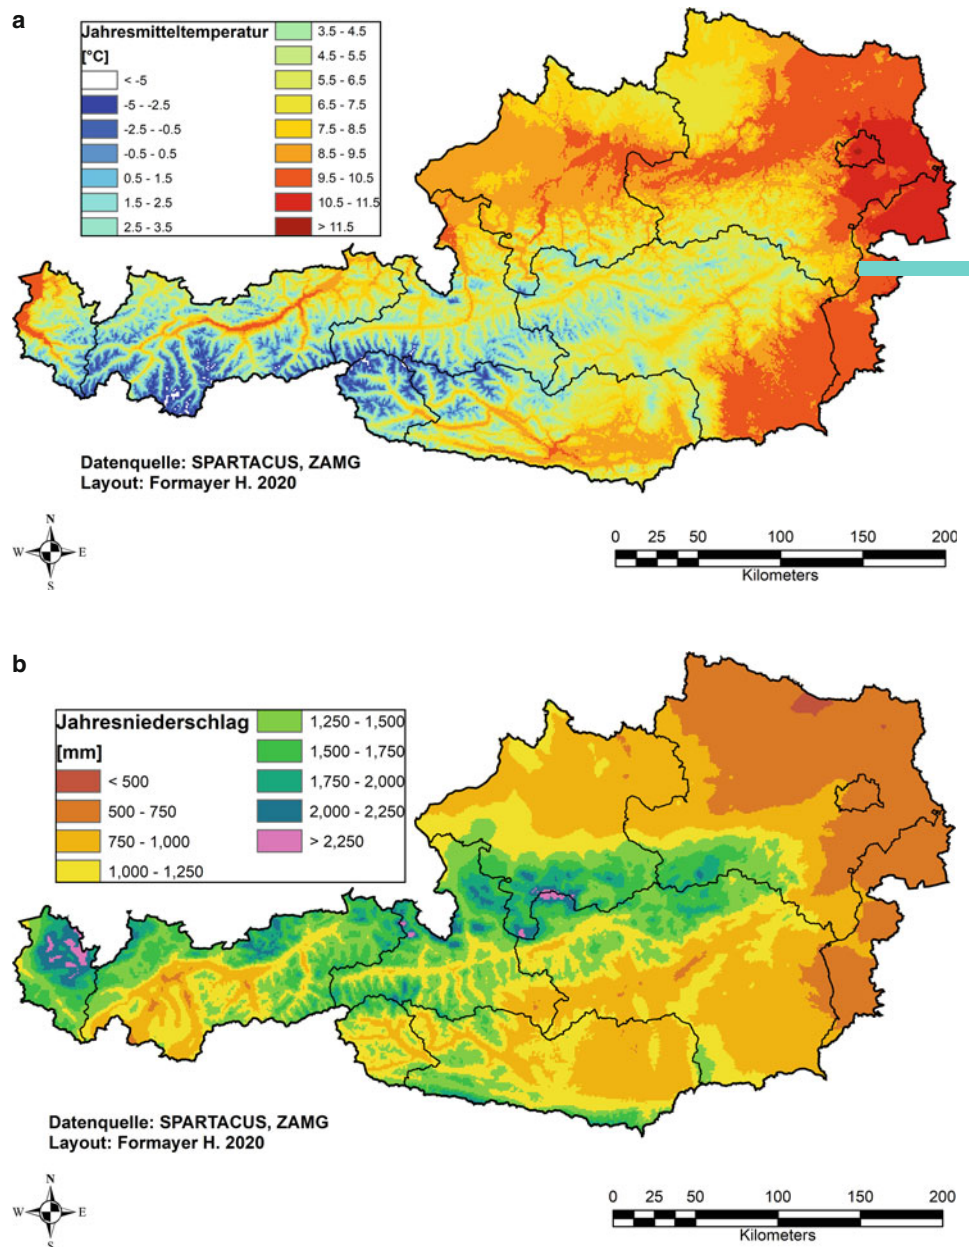 a
Jahresmitteltemperatur
[°C]
< -5
-5 - -2.5
-2.5 - -0.5
-0.5 - 0.5
0.5 - 1.5
1.5 - 2.5
2.5 - 3.5
3.5 - 4.5
4.5 - 5.5
5.5 - 6.5
6.5 - 7.5
7.5 - 8.5
8.5 - 9.5
9.5 - 10.5
10.5 - 11.5
> 11.5
Datenquelle: SPARTACUS, ZAMG
Layout: Formayer H. 2020
N
W E
S
0 25 50 100 150 200
Kilometers
b
Jahresniederschlag
[mm]
< 500
500 - 750
750 - 1,000
1,000 - 1,250
1,250 - 1,500
1,500 - 1,750
1,750 - 2,000
2,000 - 2,250
> 2,250
Datenquelle: SPARTACUS, ZAMG
Layout: Formayer H. 2020
N
W E
S
0 25 50 100 150 200
Kilometers